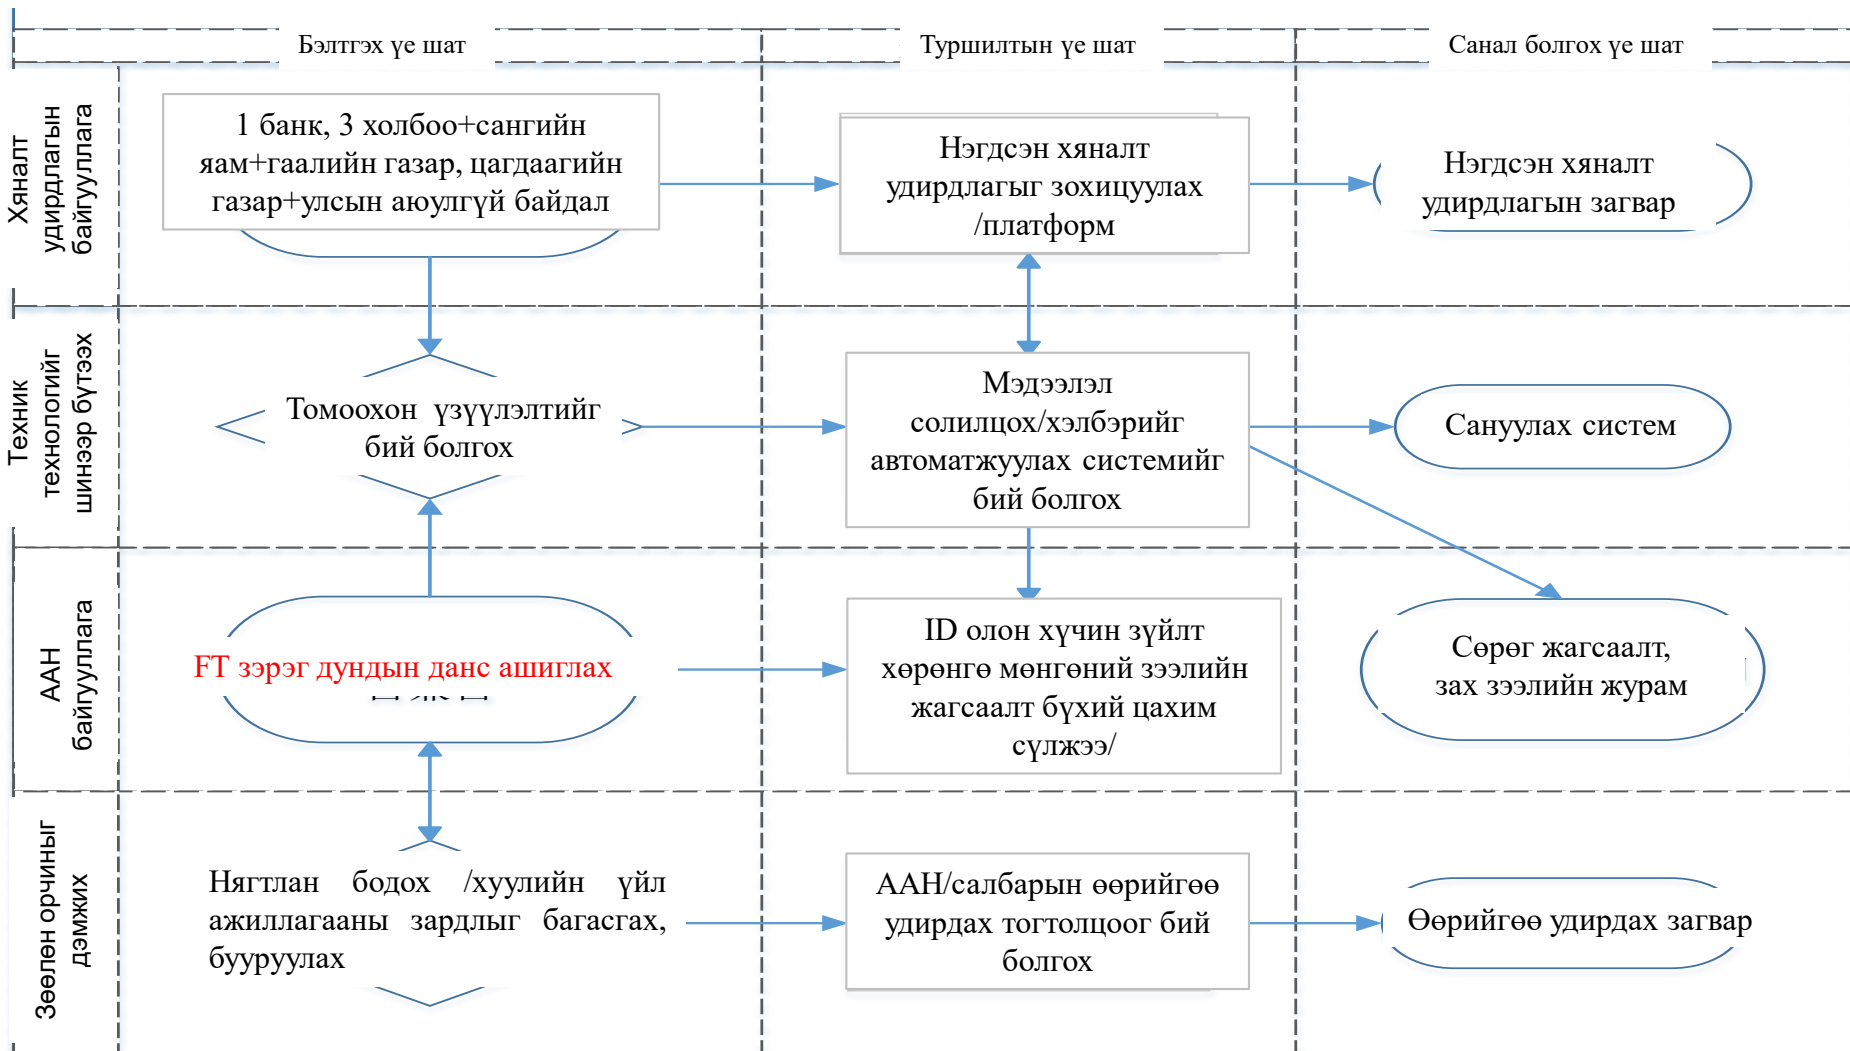 Бэлтгэх үе шат
Туршилтын үе шат
Санал болгох үе шат
Хяналт
удирдлагын
байгууллага
1 банк, 3 холбоо+сангийн
яам+гаалийн газар, цагдаагийн
газар+улсын аюулгүй байдал
Нэгдсэн хяналт
удирдлагыг зохицуулах
/платформ
Нэгдсэн хяналт
удирдлагын загвар
Техник
технологийг
шинээр бүтээх
Томоохон үзүүлэлтийг
бий болгох
Мэдээлэл
солилцох/хэлбэрийг
автоматжуулах системийг
бий болгох
Сануулах систем
ААН
байгууллага
FT зэрэг дундын данс ашиглах
ID олон хүчин зүйлт
хөрөнгө мөнгөний зээлийн
жагсаалт бүхий цахим
сүлжээ/
Сөрөг жагсаалт,
зах зээлийн журам
Зөөлөн орчиныг
дэмжих
Нягтлан бодох /хуулийн үйл
ажиллагааны зардлыг багасгах,
бууруулах
ААН/салбарын өөрийгөө
удирдах тогтолцоог бий
болгох
Өөрийгөө удирдах загвар